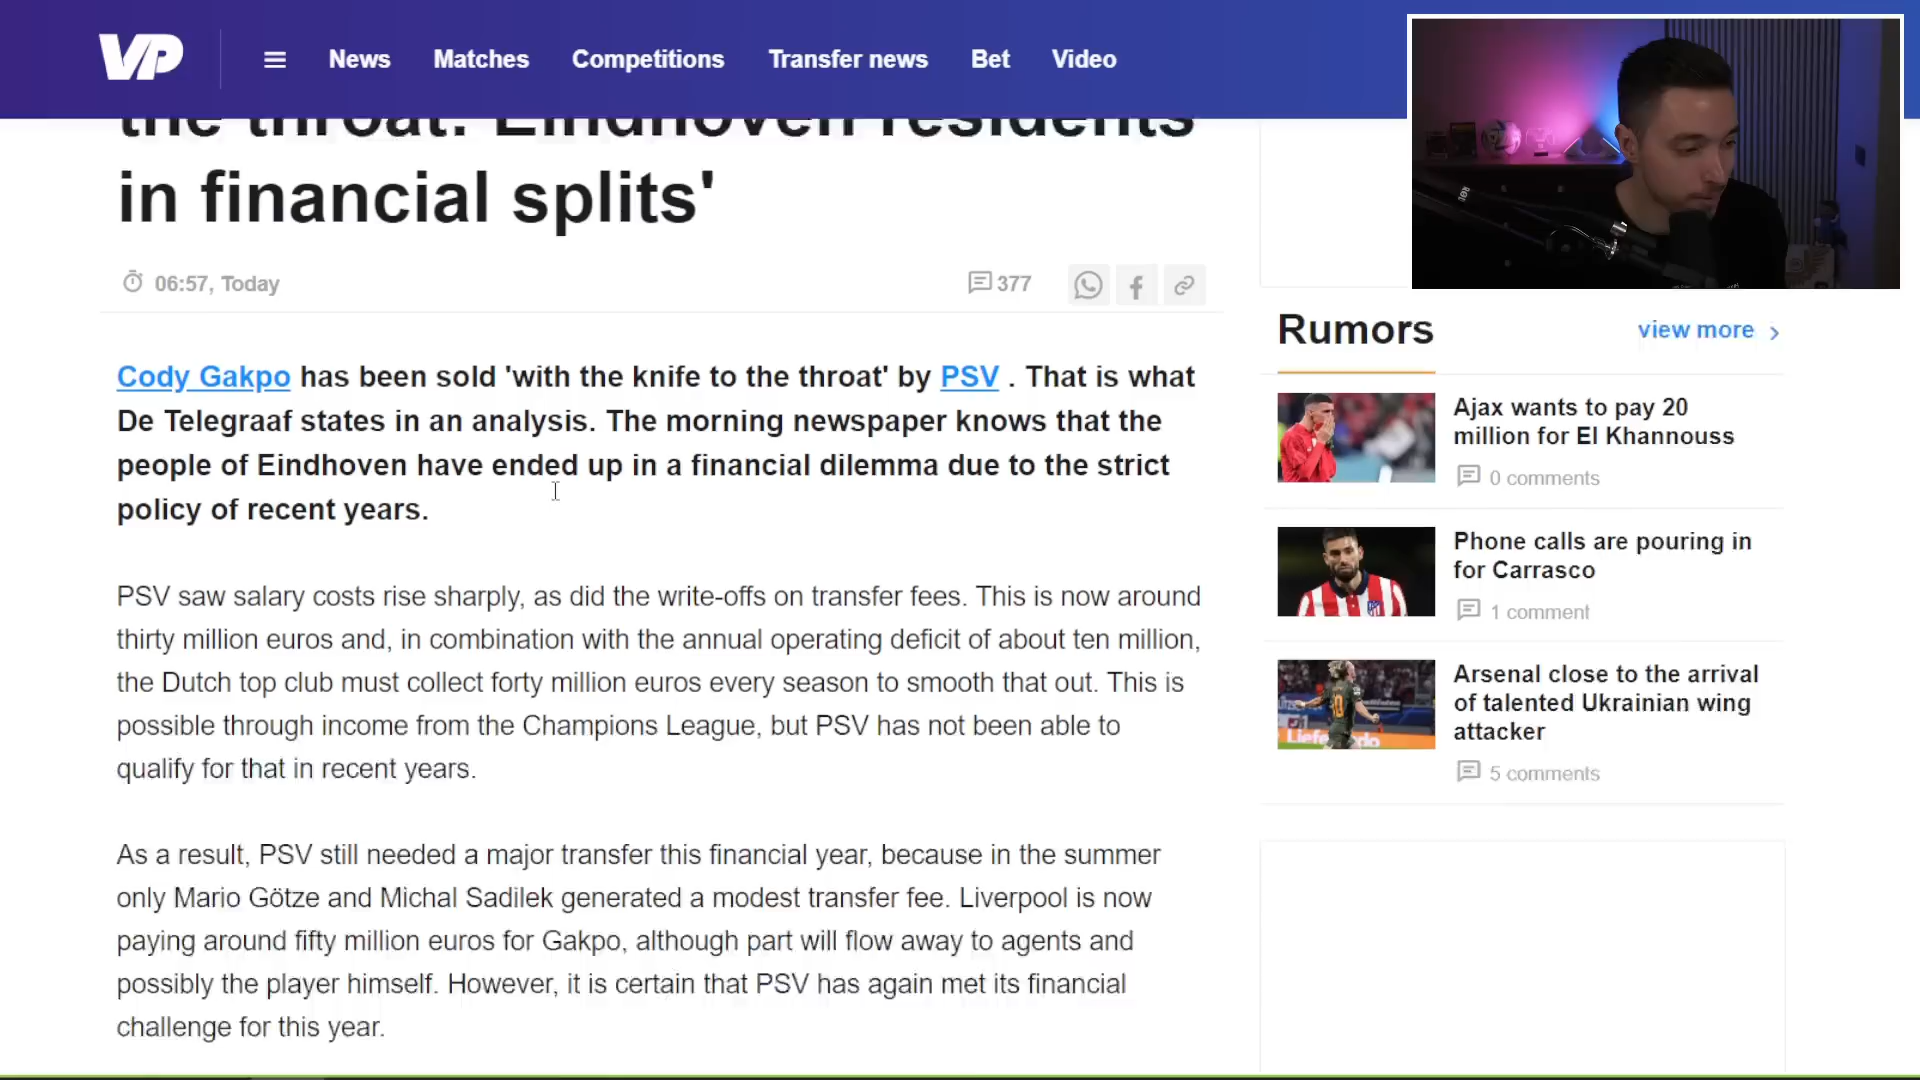 VP
News
Matches
Competitions
Transfer news
Bet
Video
the throat: Eindhoven residents
in financial splits'
06:57, Today
377
Cody Gakpo has been sold 'with the knife to the throat' by PSV . That is what
De Telegraaf states in an analysis. The morning newspaper knows that the
people of Eindhoven have ended up in a financial dilemma due to the strict
policy of recent years.
PSV saw salary costs rise sharply, as did the write-offs on transfer fees. This is now around
thirty million euros and, in combination with the annual operating deficit of about ten million,
the Dutch top club must collect forty million euros every season to smooth that out. This is
possible through income from the Champions League, but PSV has not been able to
qualify for that in recent years.
As a result, PSV still needed a major transfer this financial year, because in the summer
only Mario Götze and Michal Sadilek generated a modest transfer fee. Liverpool is now
paying around fifty million euros for Gakpo, although part will flow away to agents and
possibly the player himself. However, it is certain that PSV has again met its financial
challenge for this year.
Rumors
view more
Ajax wants to pay 20
million for El Khannouss
0 comments
Phone calls are pouring in
for Carrasco
1 comment
Arsenal close to the arrival
of talented Ukrainian wing
attacker
5 comments